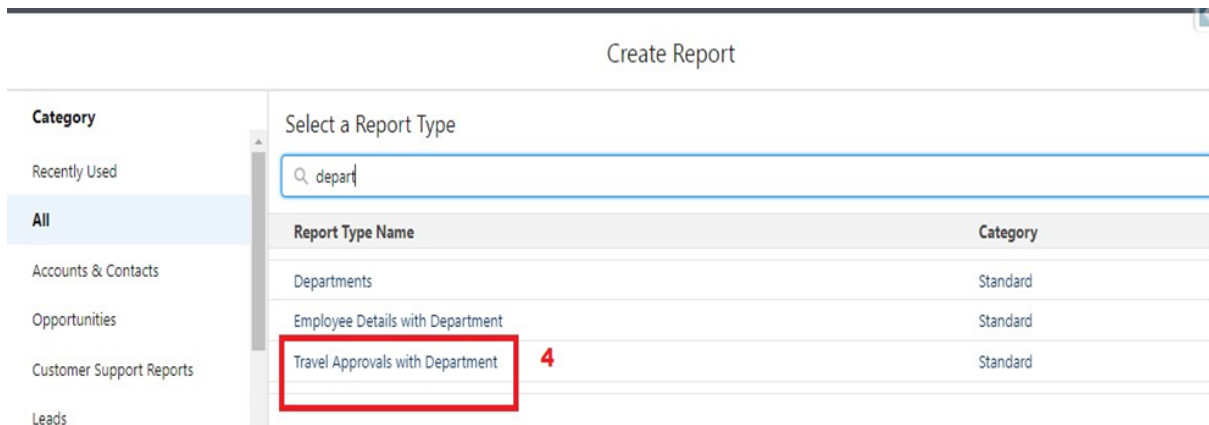 Create Report
Category
Recently Used
All
Accounts & Contacts
Opportunities
Customer Support Reports
Leads
Select a Report Type
depart
Report Type Name Category
Departments Standard
Employee Details with Department Standard
Travel Approvals with Department 4 Standard